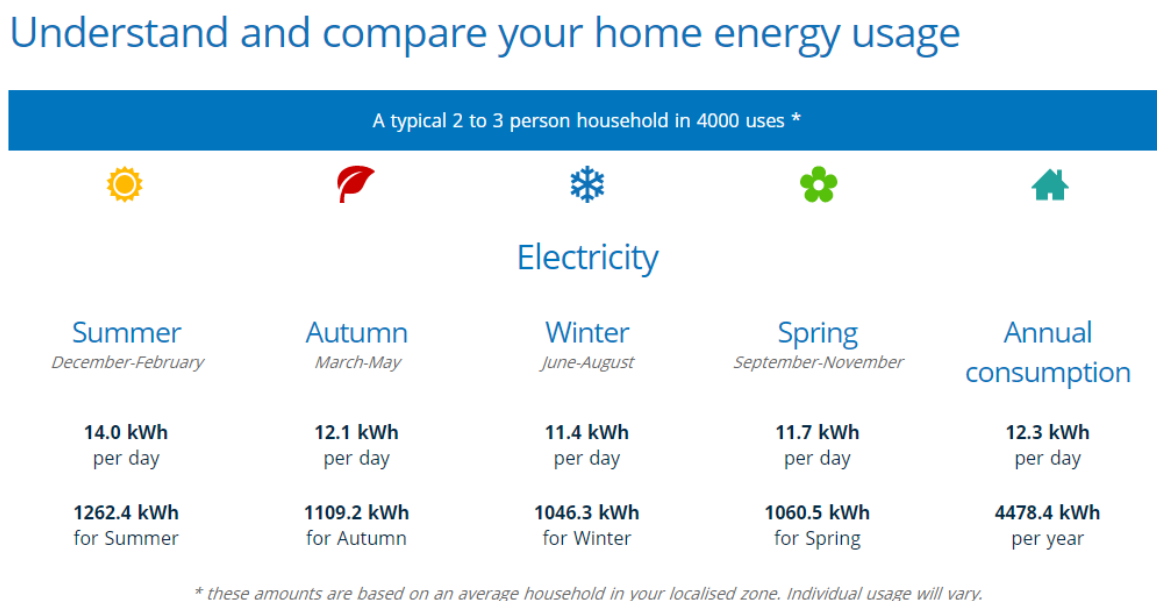 Understand and compare your home energy usage
A typical 2 to 3 person household in 4000 uses *
Electricity
Summer
December-February
14.0 kWh
per day
1262.4 kWh
for Summer
Autumn
March-May
12.1 kWh
per day
1109.2 kWh
for Autumn
Winter
June-August
11.4 kWh
per day
1046.3 kWh
for Winter
Spring
September-November
11.7 kWh
per day
1060.5 kWh
for Spring
Annual
consumption
12.3 kWh
per day
4478.4 kWh
per year
* these amounts are based on an average household in your localised zone. Individual usage will vary.